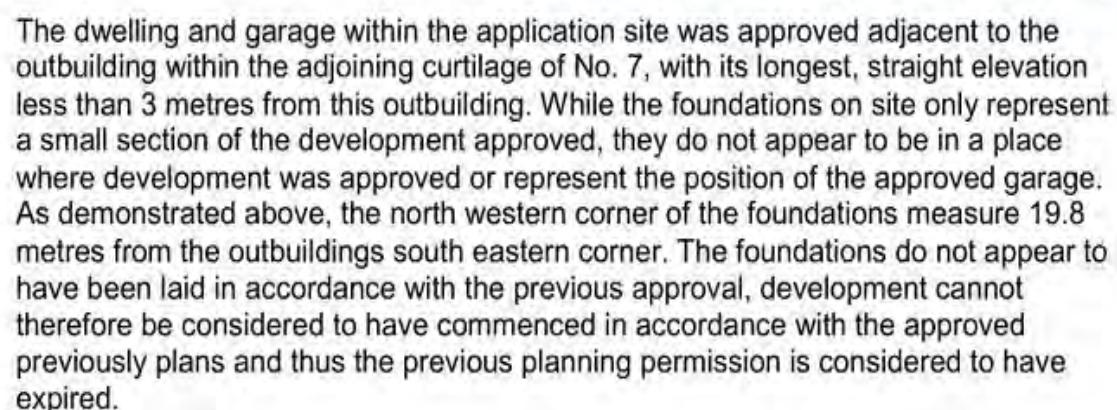 The dwelling and garage within the application site was approved adjacent to the
outbuilding within the adjoining curtilage of No. 7, with its longest, straight elevation
less than 3 metres from this outbuilding. While the foundations on site only represent
a small section of the development approved, they do not appear to be in a place
where development was approved or represent the position of the approved garage.
As demonstrated above, the north western corner of the foundations measure 19.8
metres from the outbuildings south eastern corner. The foundations do not appear to
have been laid in accordance with the previous approval, development cannot
therefore be considered to have commenced in accordance with the approved
previously plans and thus the previous planning permission is considered to have
expired.